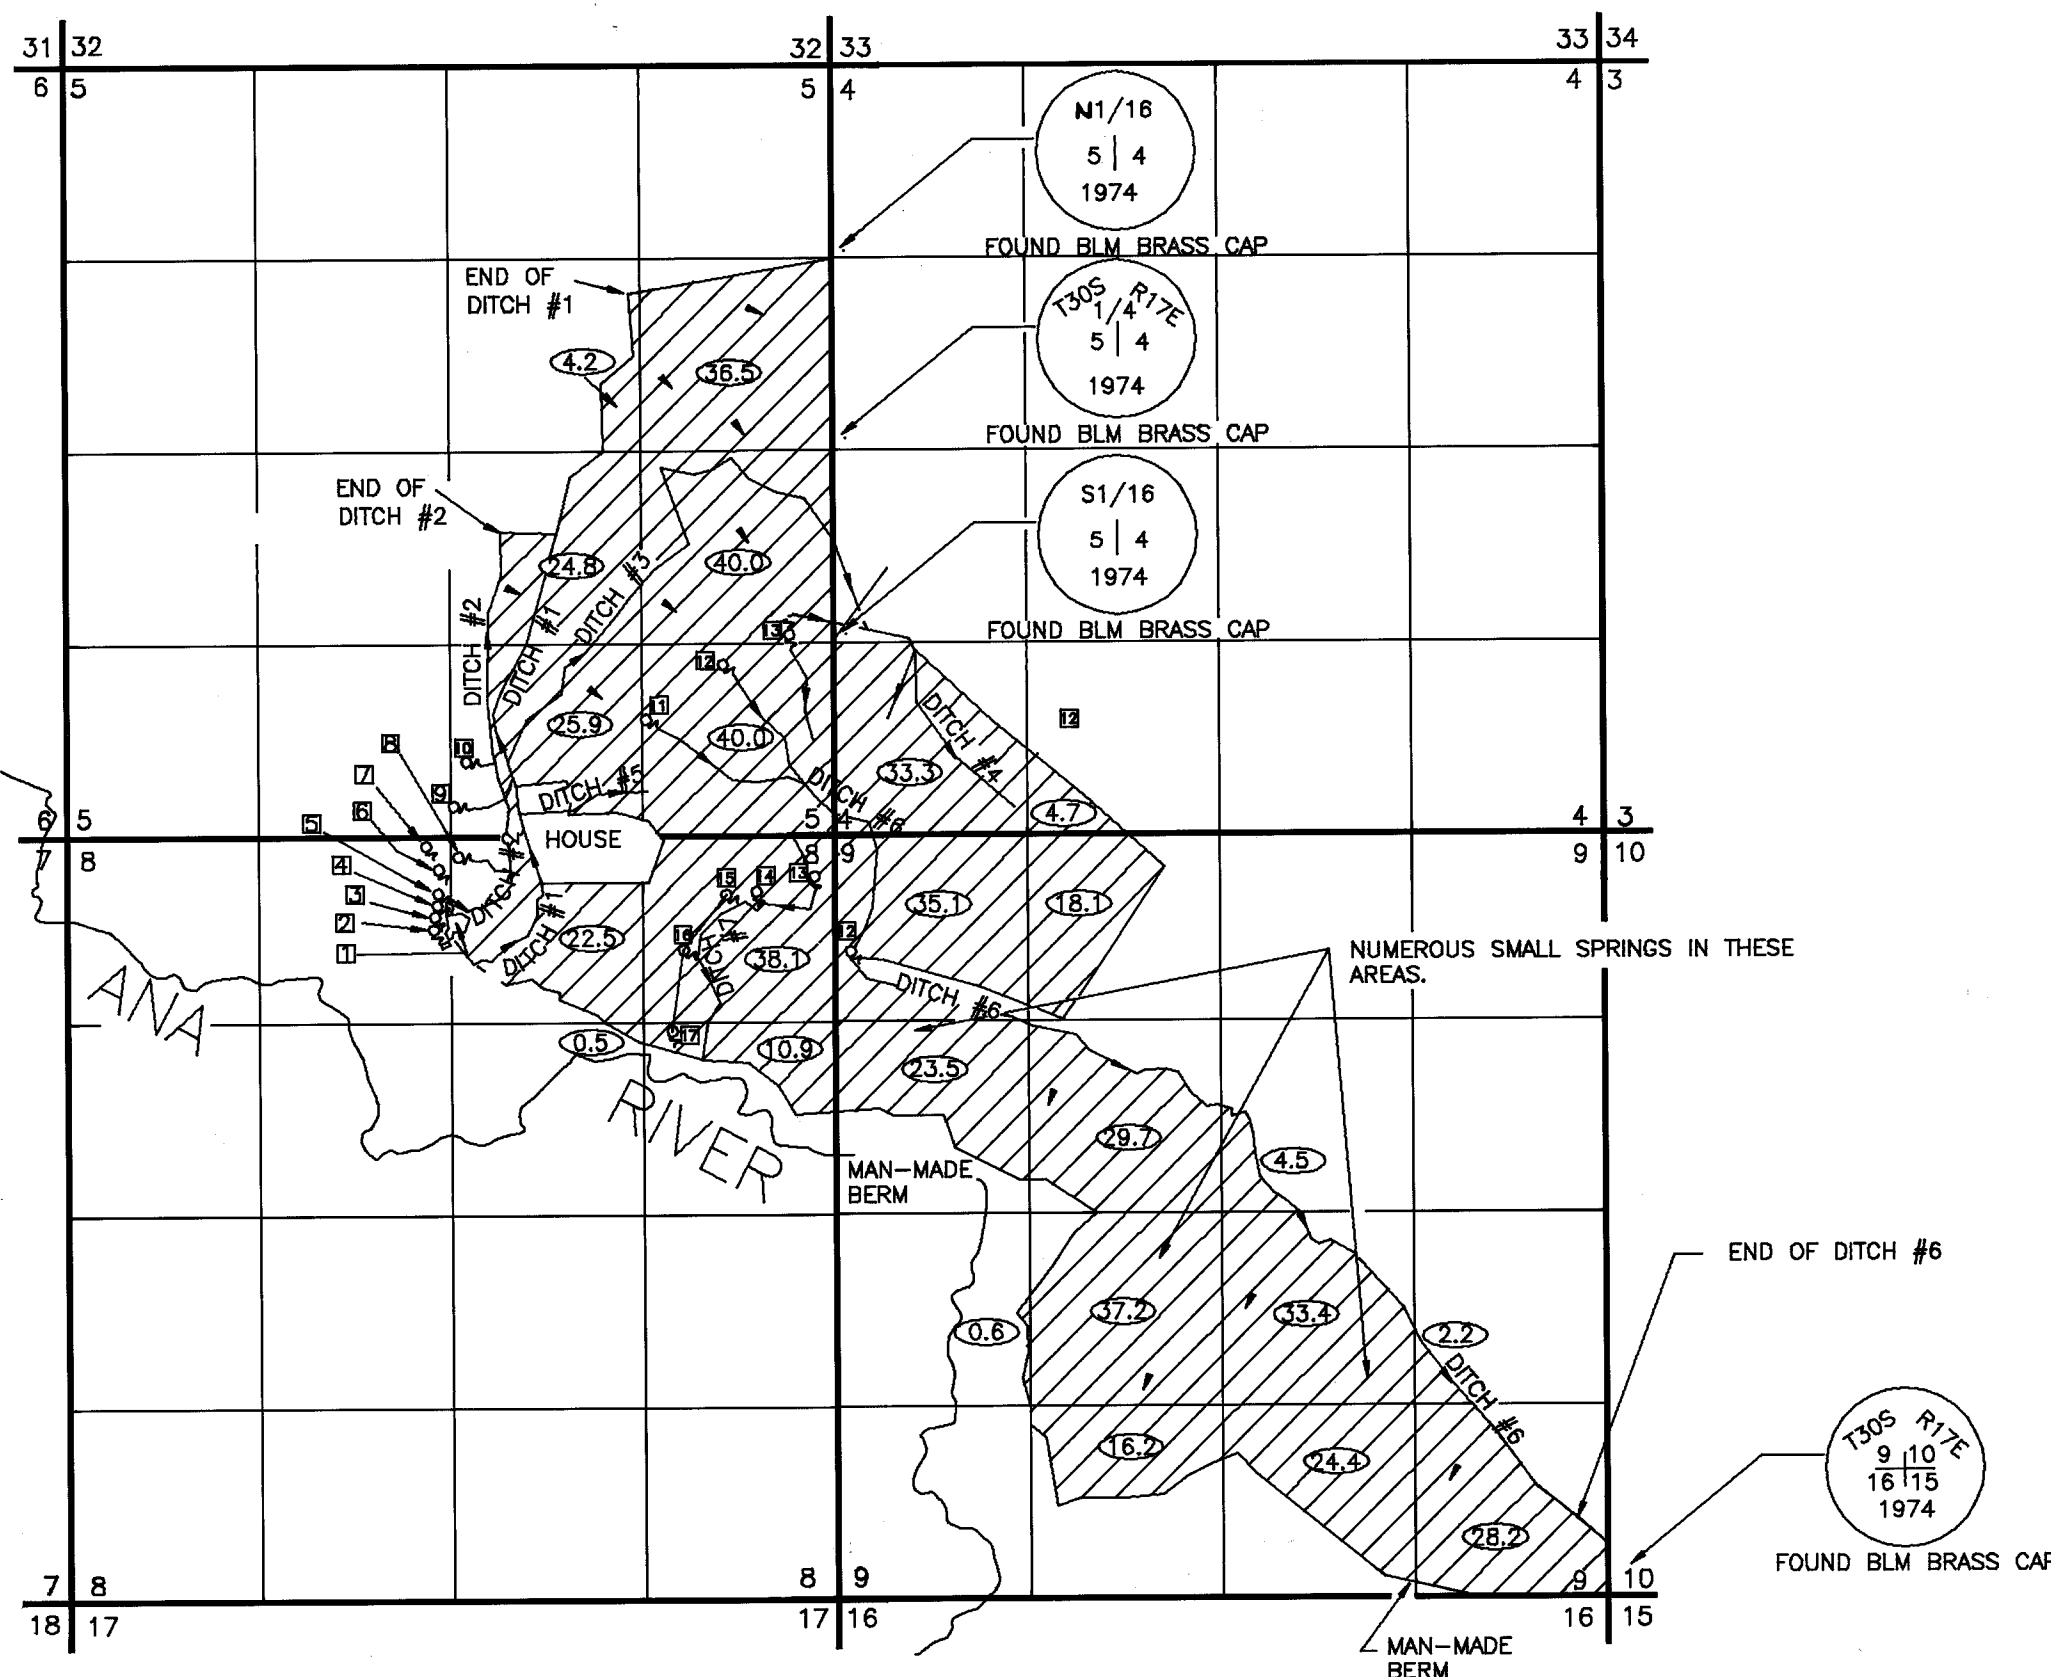 31 32
32 33
33 34
6 5
5 4
4 3
N1/16
5 4
1974
FOUND BLM BRASS CAP
END OF
DITCH #1
T30S R17E
1/4
5 4
1974
4.2
36.5
FOUND BLM BRASS CAP
END OF
DITCH #2
S1/16
5 4
1974
24.8
DITCH #3
40.0
FOUND BLM BRASS CAP
DITCH #2
DITCH #1
13
12
11
12
DITCH #4
25.9
40.0
33.3
8
10
7
9
6
5
DITCH #5
DITCH #6
4.7
6 5
HOUSE
5 4
4 3
7 8
8 9
9 10
DITCH #2
4
3
2
1
DITCH #1
15
14
13
35.1
18.1
22.5
16
DITCH #7
38.1
12
NUMEROUS SMALL SPRINGS IN THESE
AREAS.
DITCH #6
ANA
17
0.5
10.9
23.5
RIVER
29.7
4.5
MAN-MADE
BERM
END OF DITCH #6
37.2
33.4
0.6
2.2
DITCH #6
T30S R17E
9 10
16 15
1974
16.2
24.4
28.2
FOUND BLM BRASS CAP
7 8
8 9
9 10
18 17
17 16
16 15
MAN-MADE
BERM